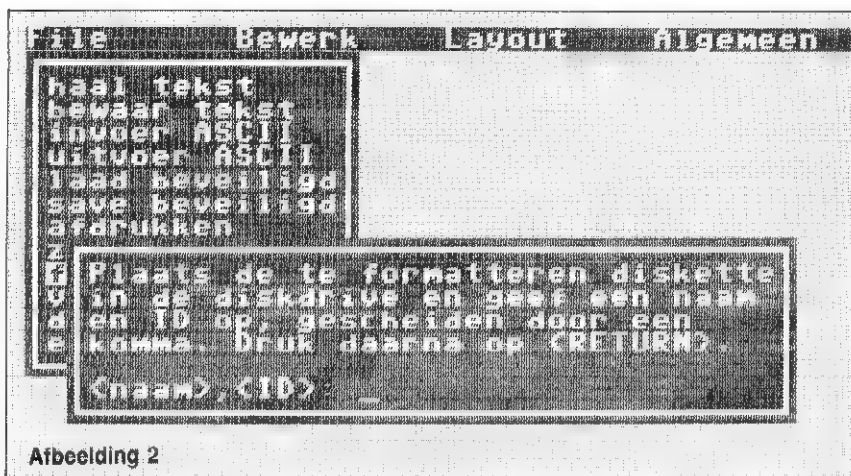 File Bewerk Layout Algemeen
haal tekst
bewaar tekst
invoer ASCII
uitvoer ASCII
laad beveiligd
save beveiligd
afdrukken
z
f
v
d
e
Plaats de te formatteren diskette
in de diskdrive en geef een naam
en ID op, gescheiden door een
komma. Druk daarna op <RETURN>.
<naam>,<ID>: _
Afbeelding 2